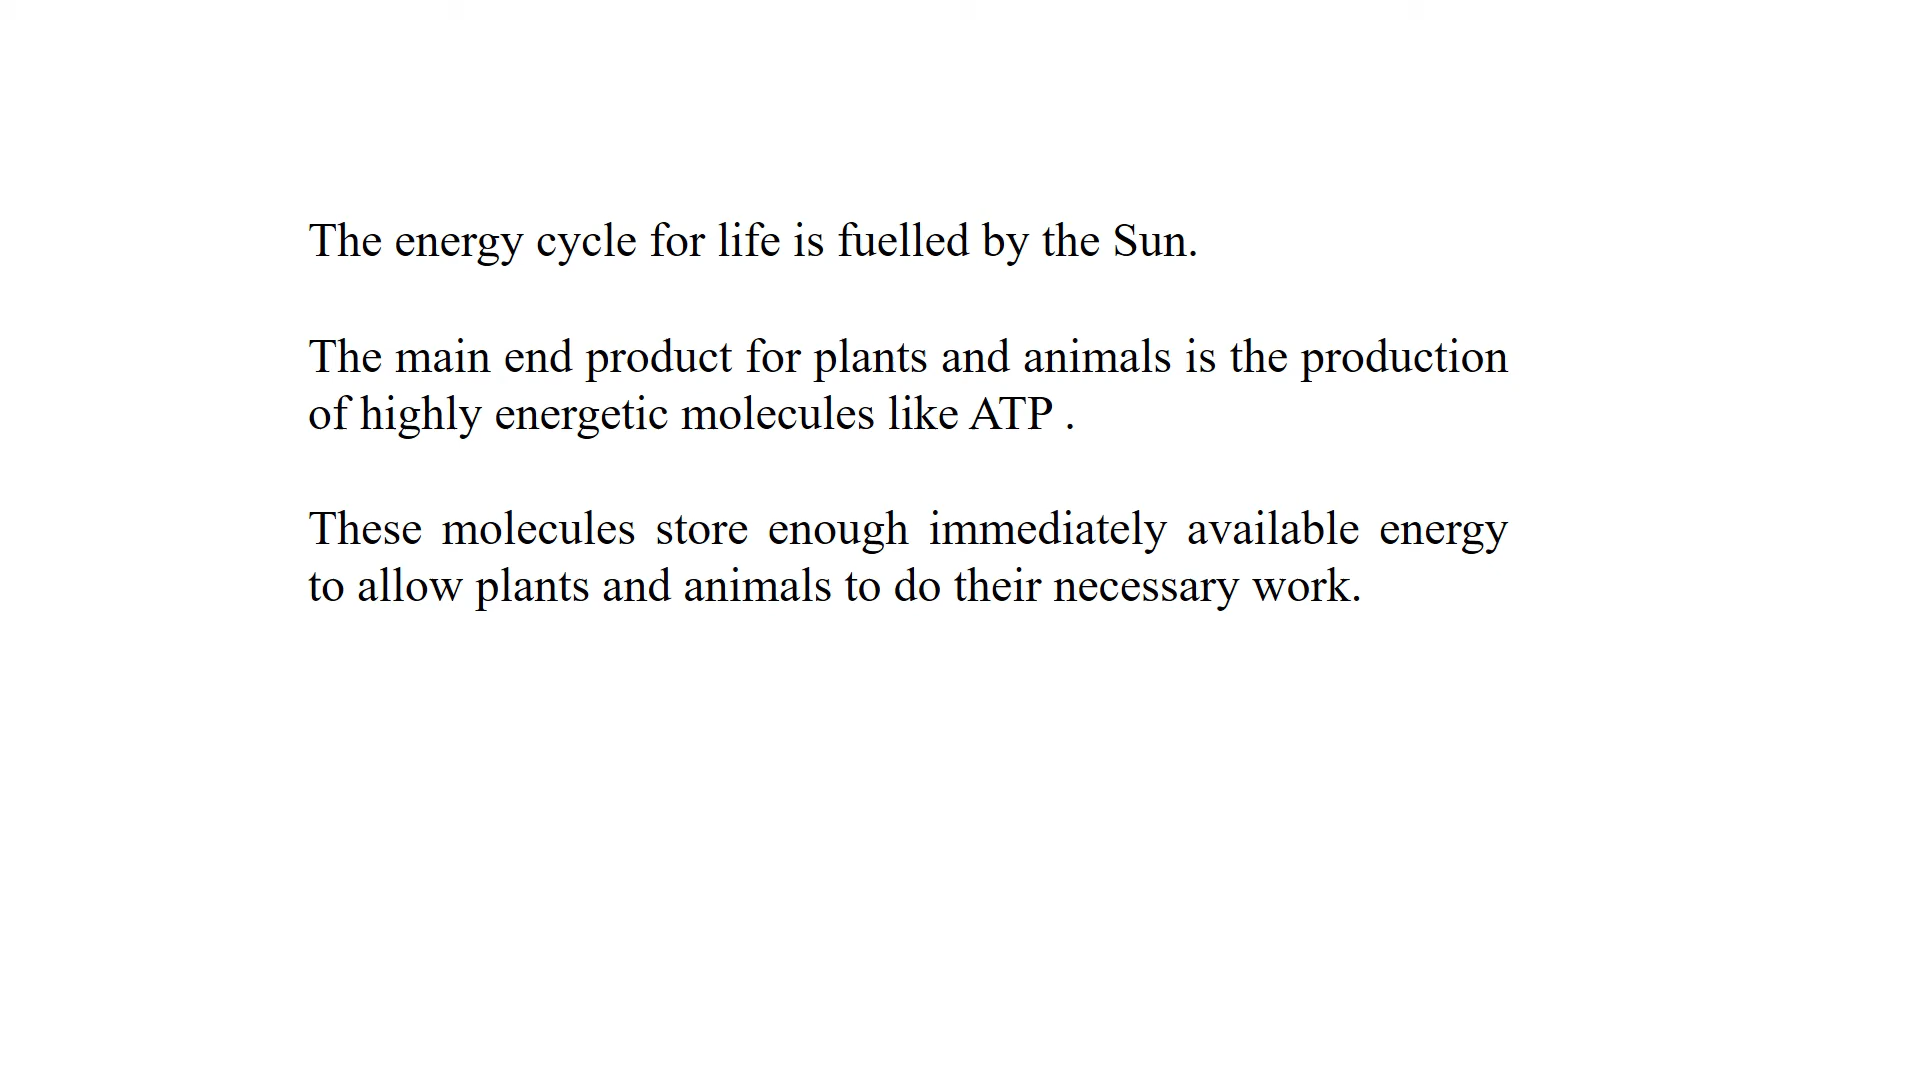 The energy cycle for life is fuelled by the Sun.
The main end product for plants and animals is the production
of highly energetic molecules like ATP .
These molecules store enough immediately available energy
to allow plants and animals to do their necessary work.